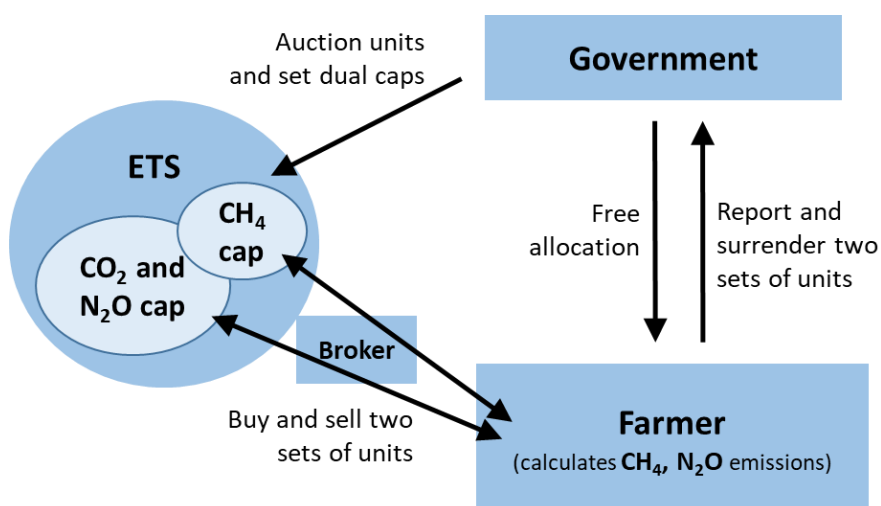 Auction units
and set dual caps
Government
ETS
CH₄
cap
CO₂ and
N₂O cap
Free
allocation
Report and
surrender two
sets of units
Broker
Buy and sell two
sets of units
Farmer
(calculates CH₄, N₂O emissions)